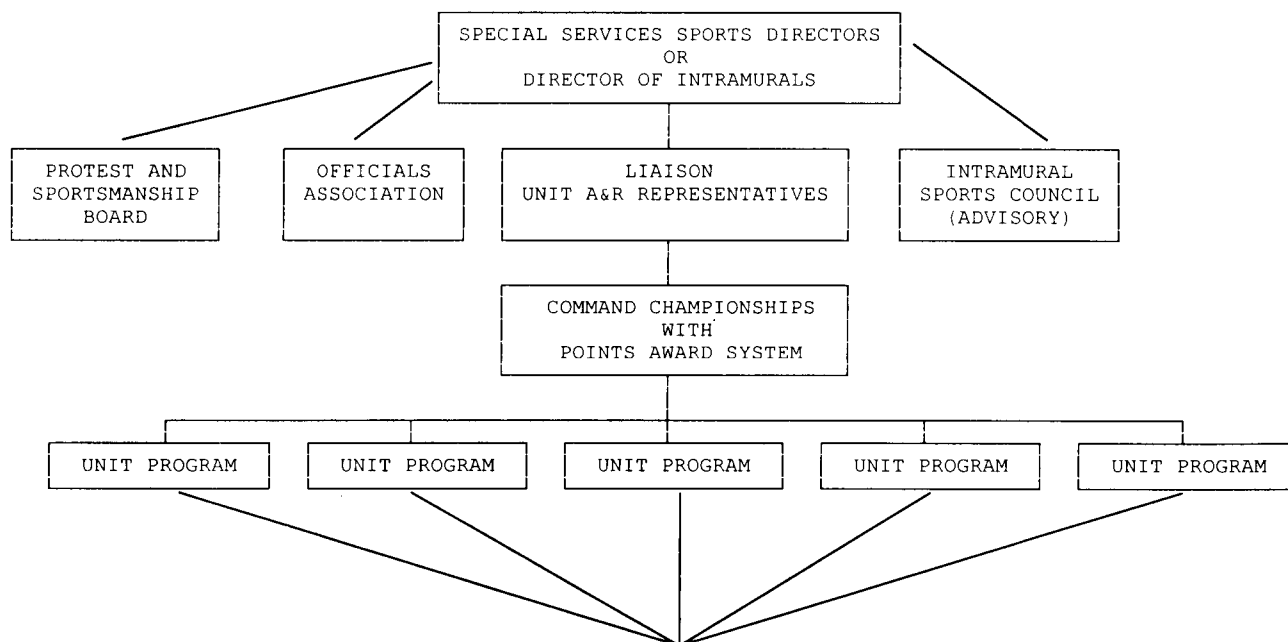 SPECIAL SERVICES SPORTS DIRECTORS
OR
DIRECTOR OF INTRAMURALS
PROTEST AND
SPORTSMANSHIP
BOARD
OFFICIALS
ASSOCIATION
LIAISON
UNIT A&R REPRESENTATIVES
INTRAMURAL
SPORTS COUNCIL
(ADVISORY)
COMMAND CHAMPIONSHIPS
WITH
POINTS AWARD SYSTEM
UNIT PROGRAM
UNIT PROGRAM
UNIT PROGRAM
UNIT PROGRAM
UNIT PROGRAM